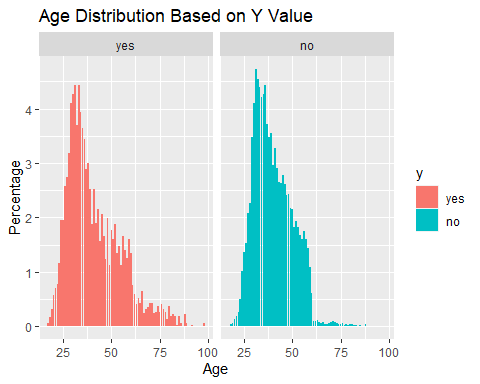 Age Distribution Based on Y Value
yes
no
Percentage
4
3
2
1
0
25
50
75
100
25
50
75
100
Age
y
yes
no